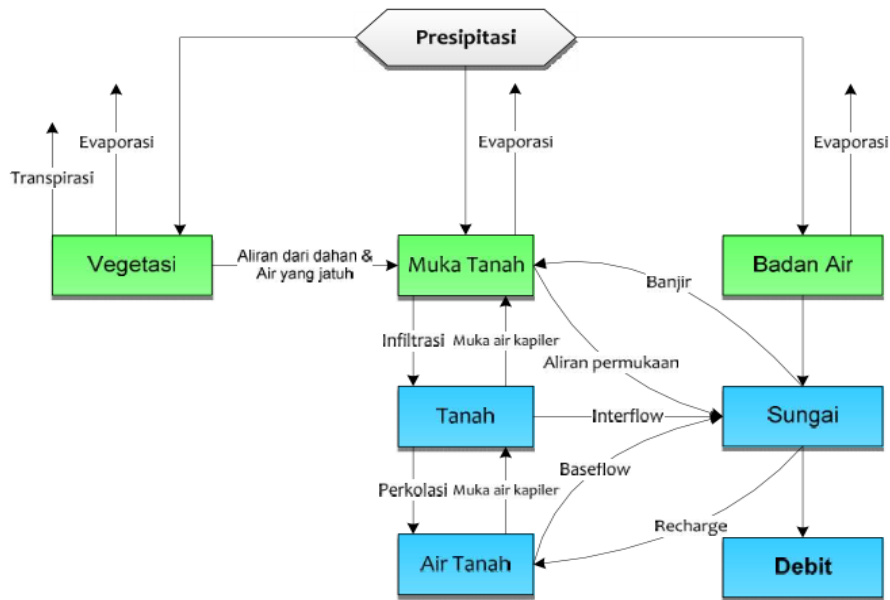 Presipitasi
Evaporasi
Transpirasi
Evaporasi
Evaporasi
Vegetasi
Aliran dari dahan &
Air yang jatuh
Muka Tanah
Badan Air
Banjir
Infiltrasi
Muka air kapiler
Aliran permukaan
Tanah
Interflow
Sungai
Baseflow
Perkolasi
Muka air kapiler
Recharge
Air Tanah
Debit